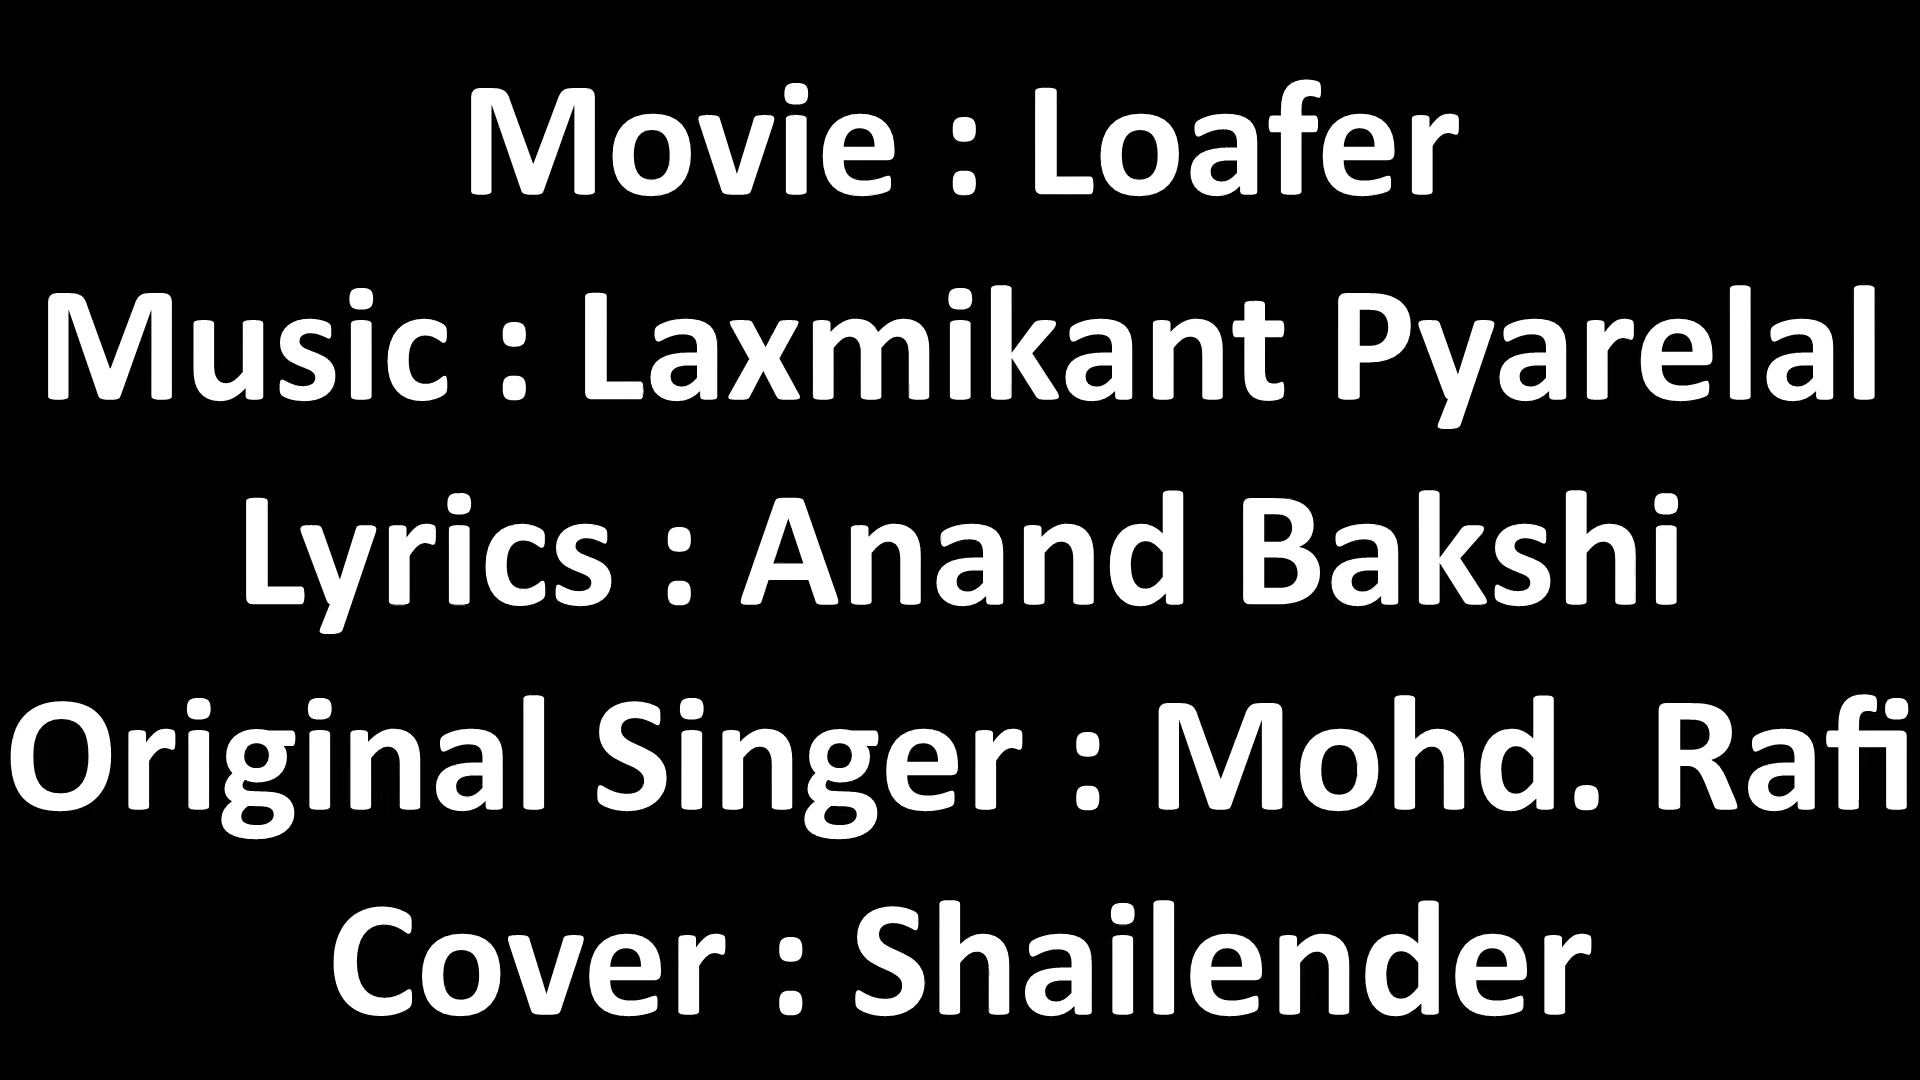 Movie : Loafer
Music : Laxmikant Pyarelal
Lyrics : Anand Bakshi
Original Singer : Mohd. Rafi
Cover : Shailender